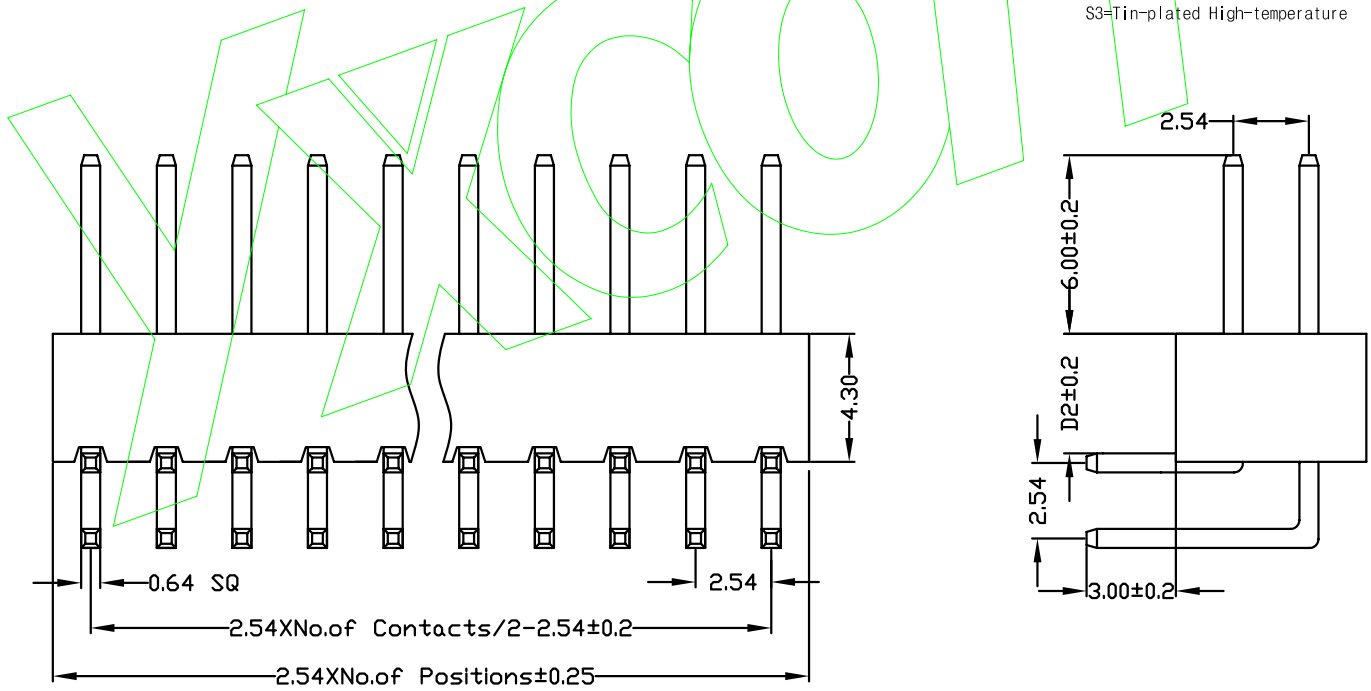 S3=Tin-plated High-temperature
2.54
6.00±0.2
4.30
D2±0.2
2.54
0.64 SQ
2.54
3.00±0.2
2.54XNo.of Contacts/2-2.54±0.2
2.54XNo.of Positions±0.25